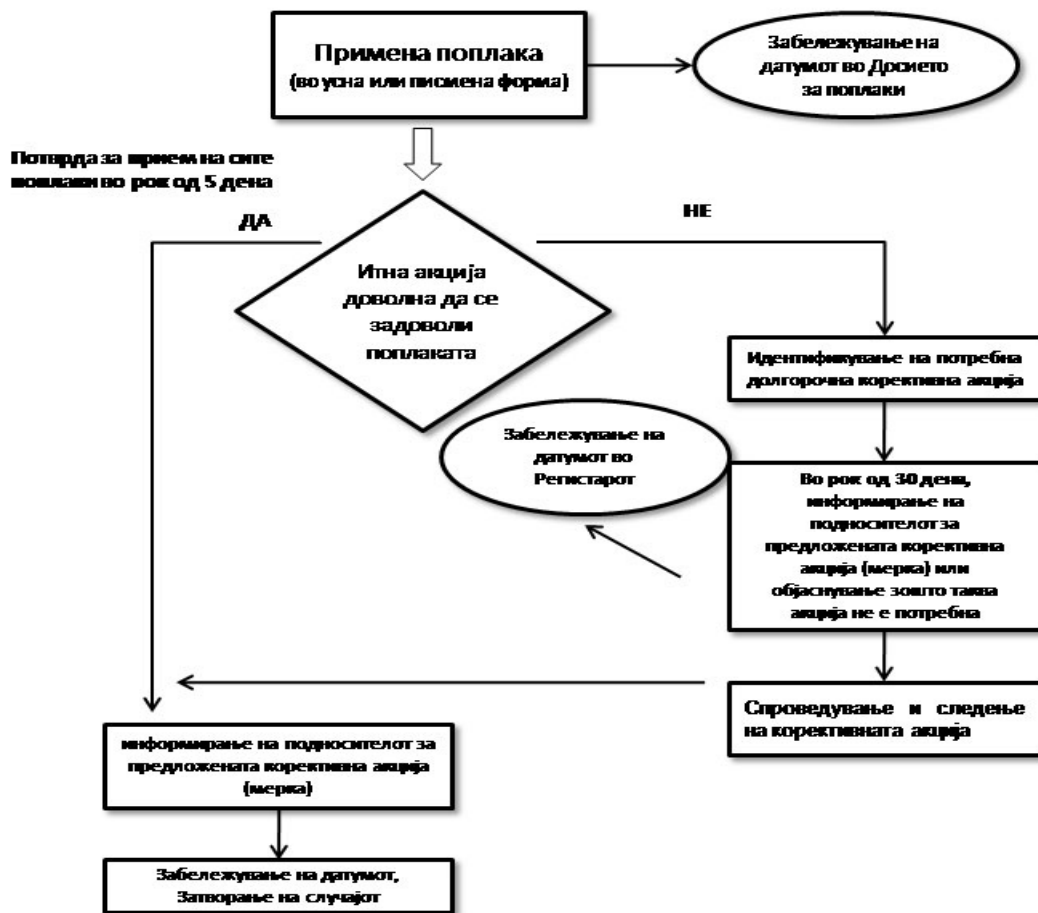 Примена поплака
(во усна или писмена форма)
Забележување на
датумот во Досието
за поплаки
Потврда за прием на сите
поплаки во рок од 5 дена
ДА
НЕ
Итна акција
доволна да се
задоволи
поплаката
Идентификување на потребна
долгорочна корективна акција
Забележување на
датумот во
Регистарот
Во рок од 30 дена,
информирање на
подносителот за
предложената корективна
акција (мерка) или
објаснување зошто таква
акција не е потребна
Спроведување и следење
на корективната акција
информирање на подносителот за
предложената корективна акција
(мерка)
Забележување на датумот,
Затворање на случајот